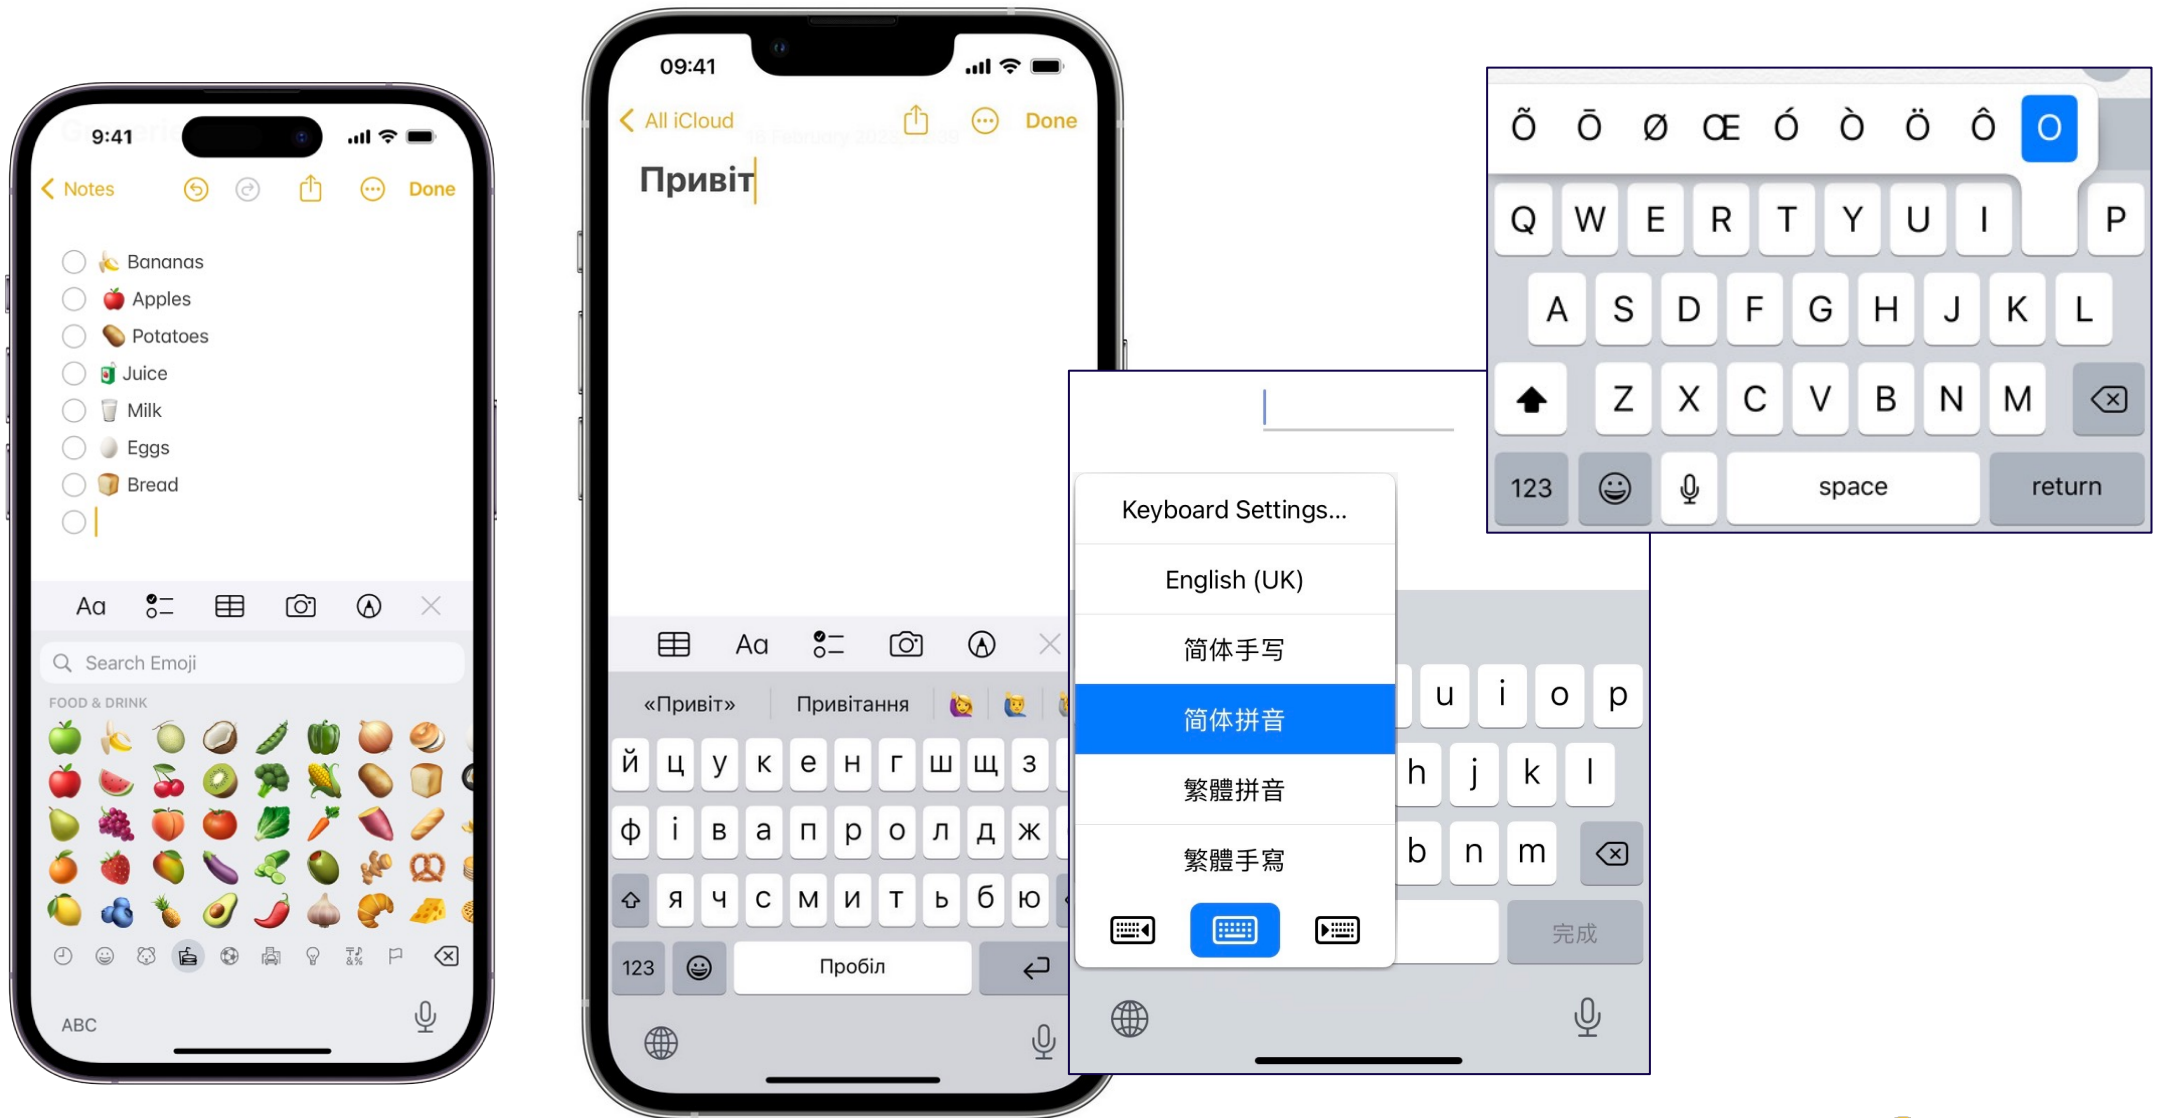 9:41
Notes
Done
Bananas
Apples
Potatoes
Juice
Milk
Eggs
Bread
Aa
Search Emoji
FOOD & DRINK
ABC
09:41
All iCloud
Done
Привіт
Aa
«Привіт» Привітання
й ц у к е н г ш щ з
ф і в а п р о л д ж
я ч с м и т ь б ю
123 Пробіл
Keyboard Settings...
English (UK)
简体手写
简体拼音
繁體拼音
繁體手寫
u i o p
h j k l
b n m
完成
Õ Ō Ø Œ Ó Ò Ö Ô O
Q W E R T Y U I P
A S D F G H J K L
Z X C V B N M
123 space return